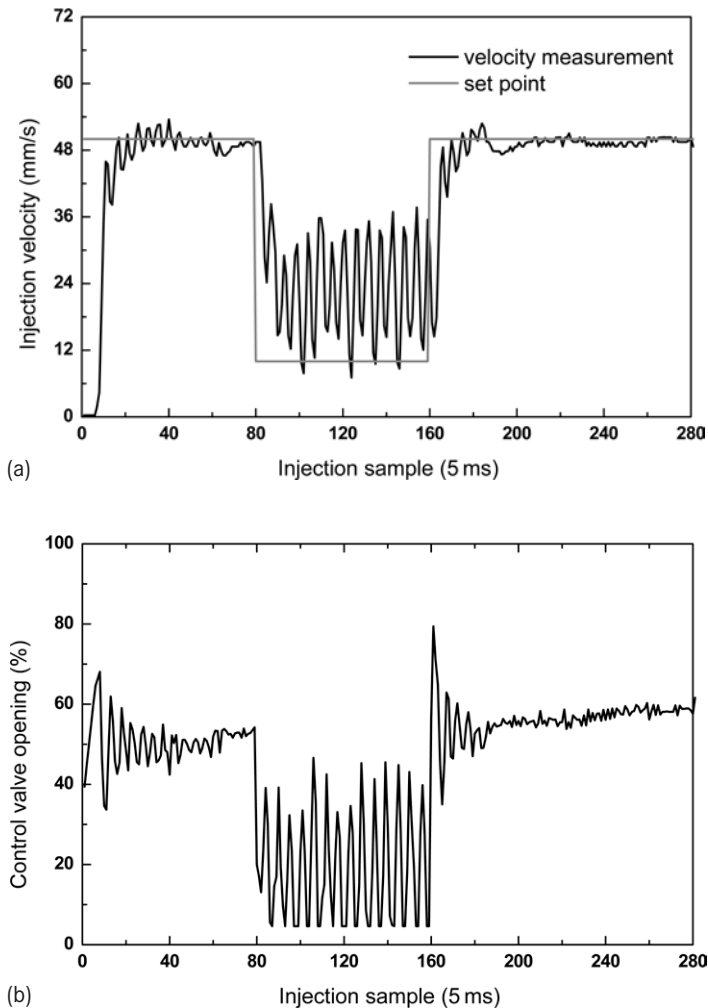 72
60
48
36
24
12
0
Injection velocity (mm/s)
velocity measurement
set point
0 40 80 120 160 200 240 280
Injection sample (5 ms)
(a)
100
80
60
40
20
0
Control valve opening (%)
0 40 80 120 160 200 240 280
Injection sample (5 ms)
(b)